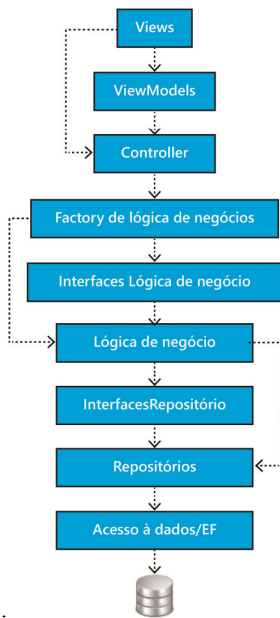 Views
ViewModels
Controller
Factory de lógica de negócios
Interfaces Lógica de negócio
Lógica de negócio
InterfacesRepositório
Repositórios
Acesso à dados/EF
.